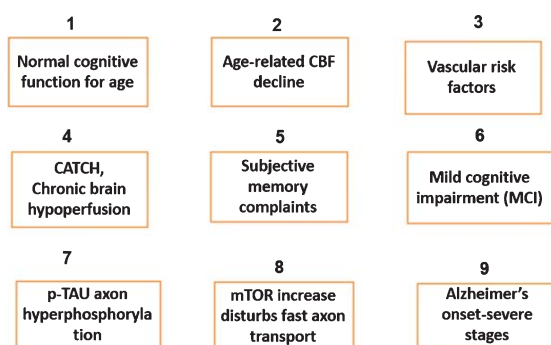 1
Normal cognitive
function for age
2
Age-related CBF
decline
3
Vascular risk
factors
4
CATCH,
Chronic brain
hypoperfusion
5
Subjective
memory
complaints
6
Mild cognitive
impairment (MCI)
7
p-TAU axon
hyperphosphoryla
tion
8
mTOR increase
disturbs fast axon
transport
9
Alzheimer's
onset-severe
stages